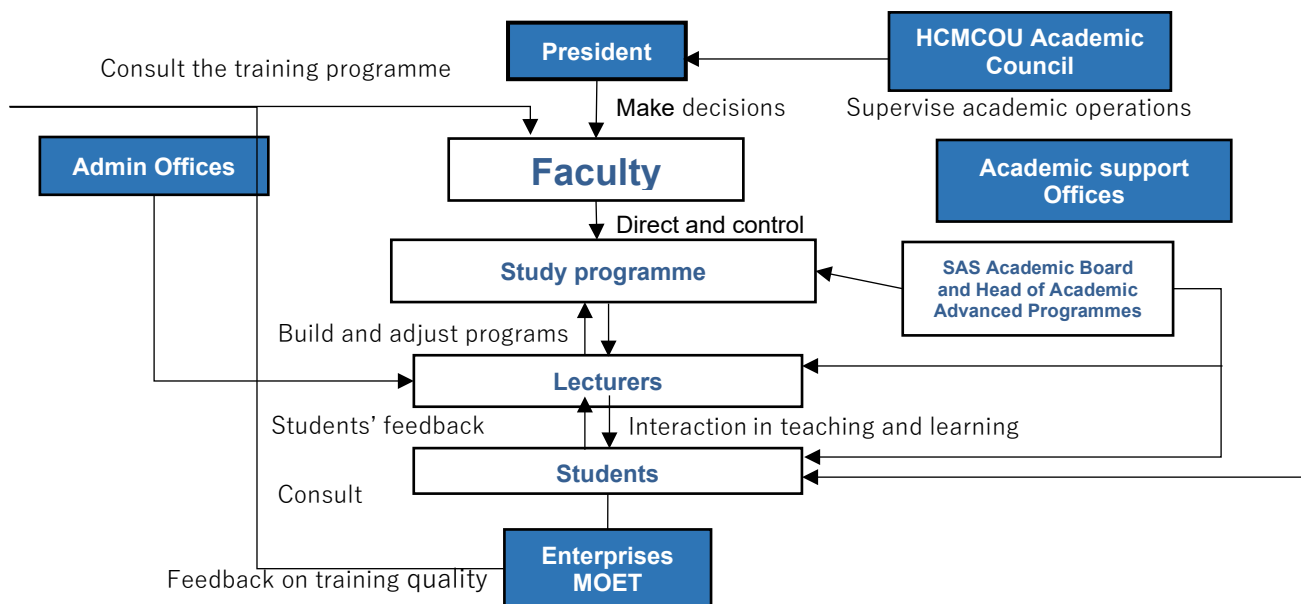 President
HCMCOU Academic
Council
Consult the training programme
Make decisions
Supervise academic operations
Admin Offices
Faculty
Academic support
Offices
Direct and control
Study programme
SAS Academic Board
and Head of Academic
Advanced Programmes
Build and adjust programs
Lecturers
Students’ feedback
Interaction in teaching and learning
Students
Consult
Enterprises
MOET
Feedback on training quality